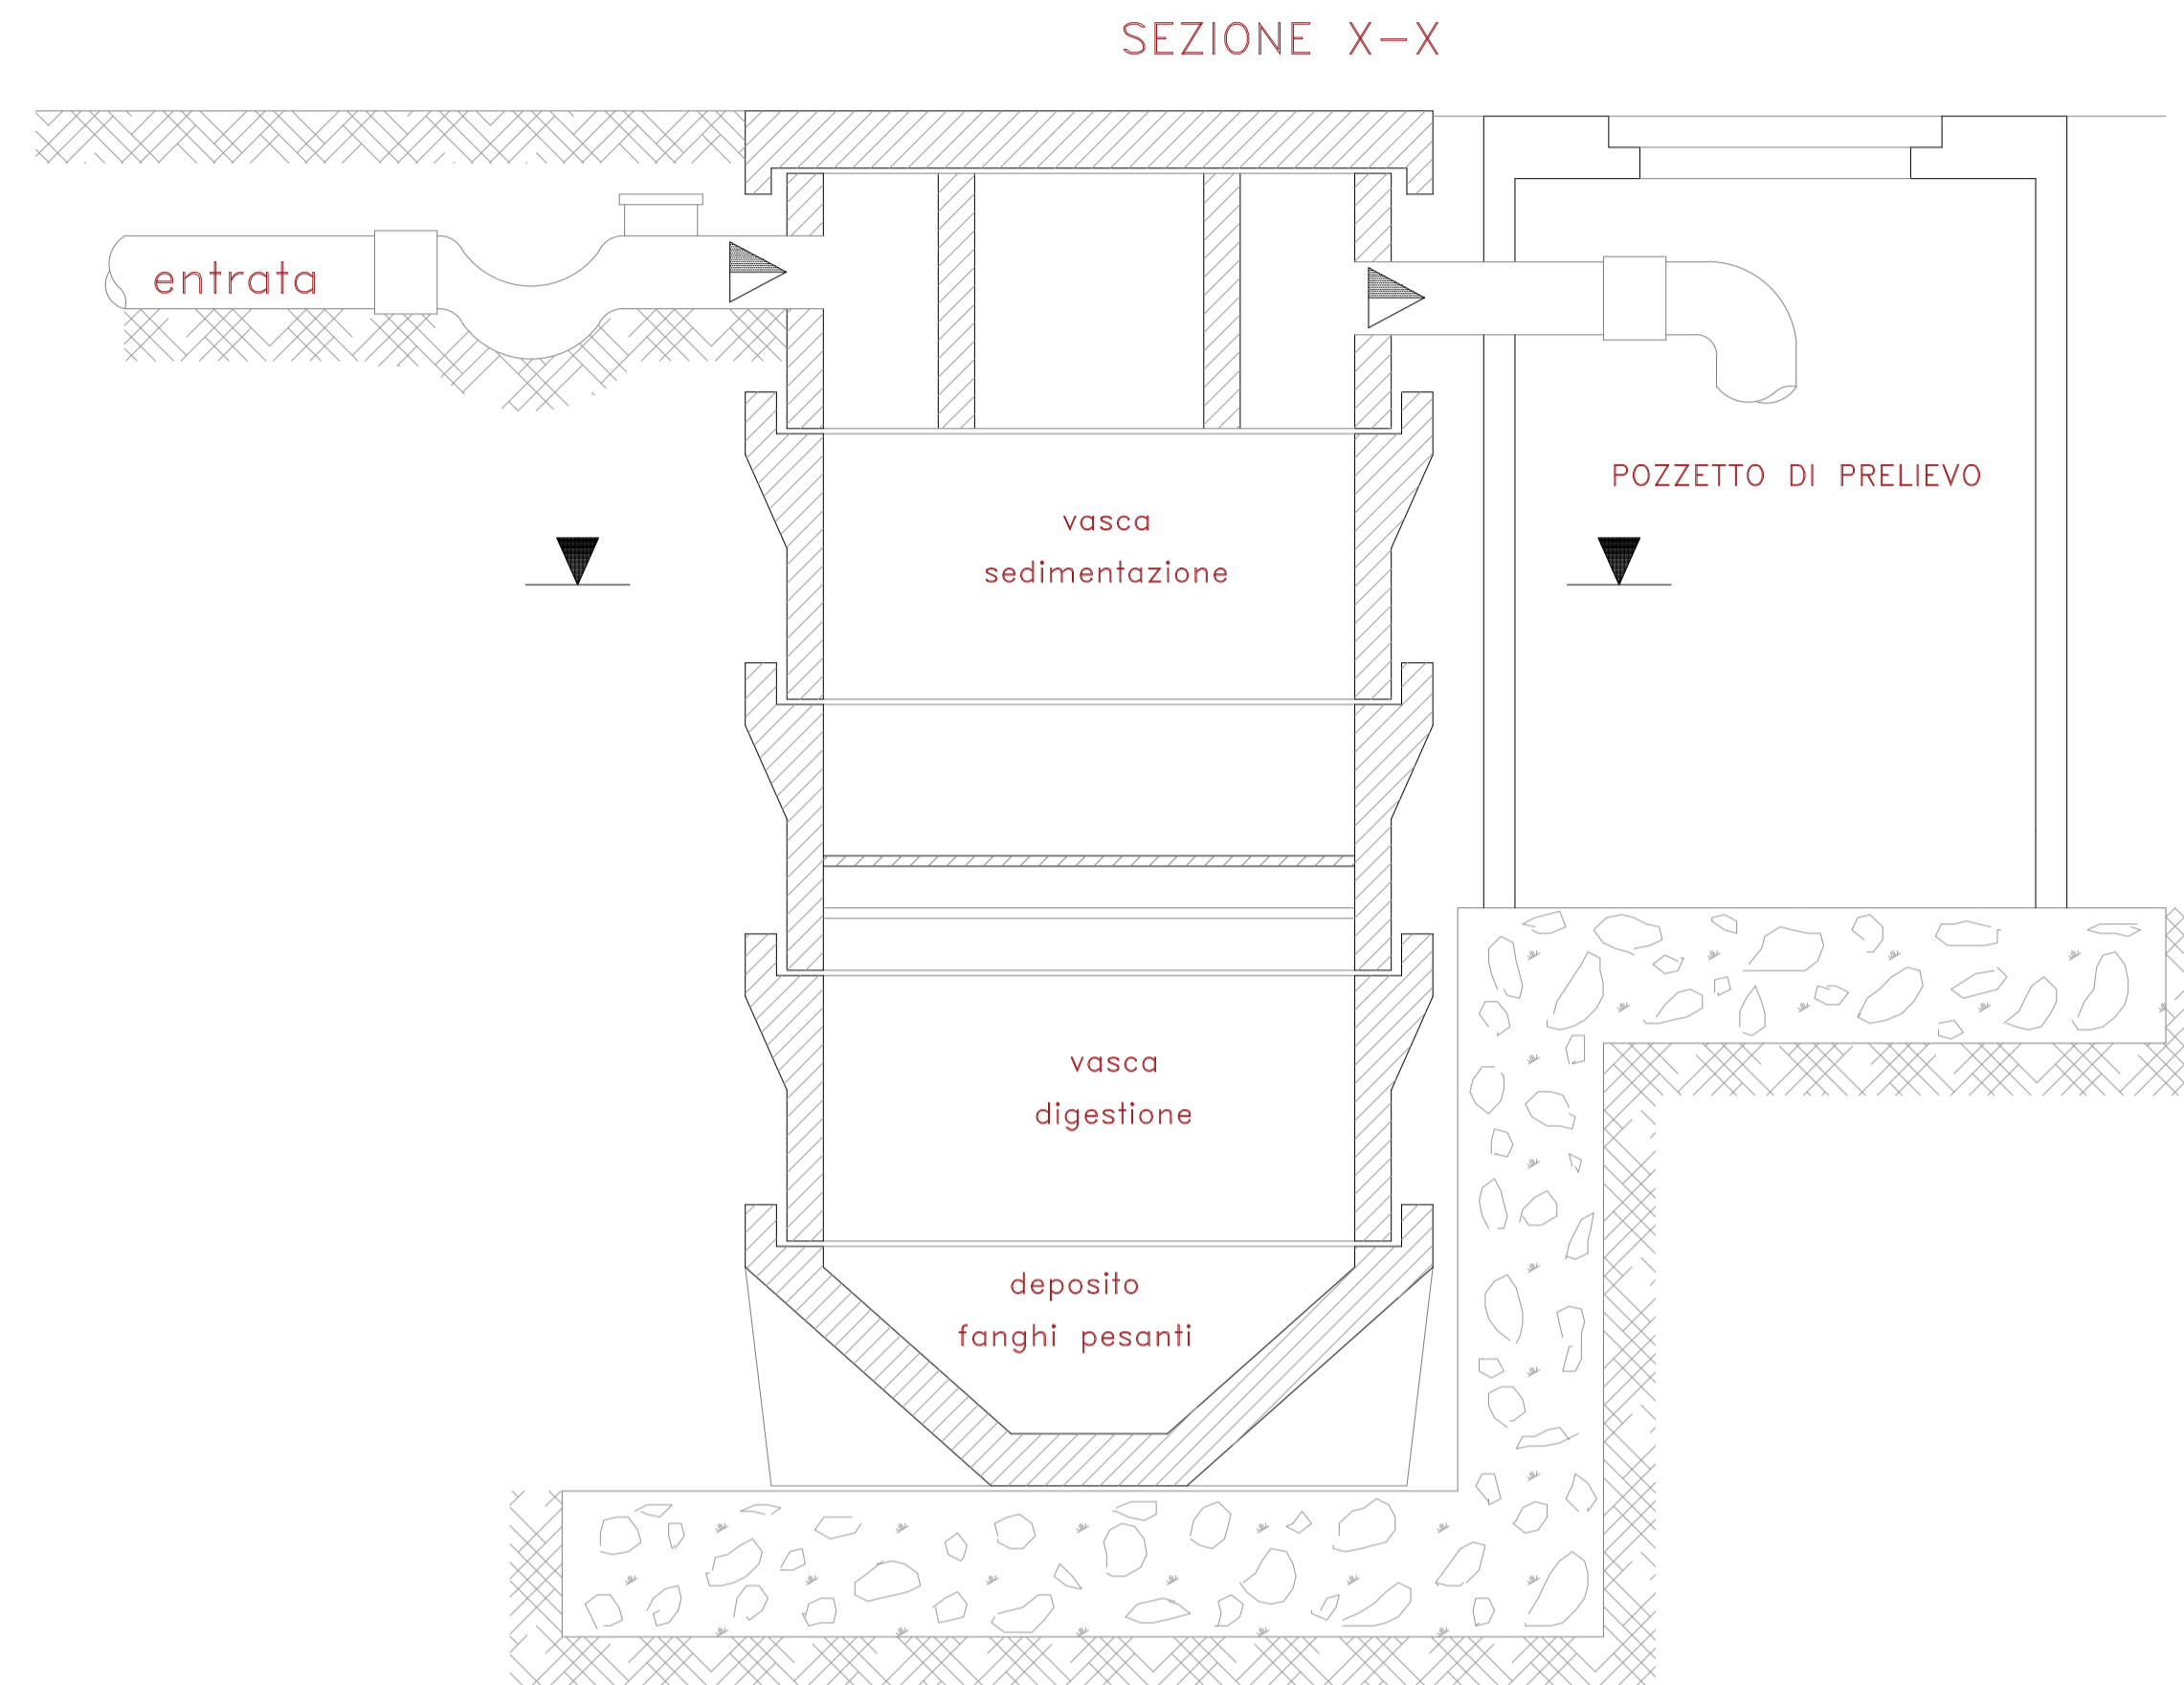 SEZIONE X-X
entrata
POZZETTO DI PRELIEVO
vasca
sedimentazione
vasca
digestione
deposito
fanghi pesanti